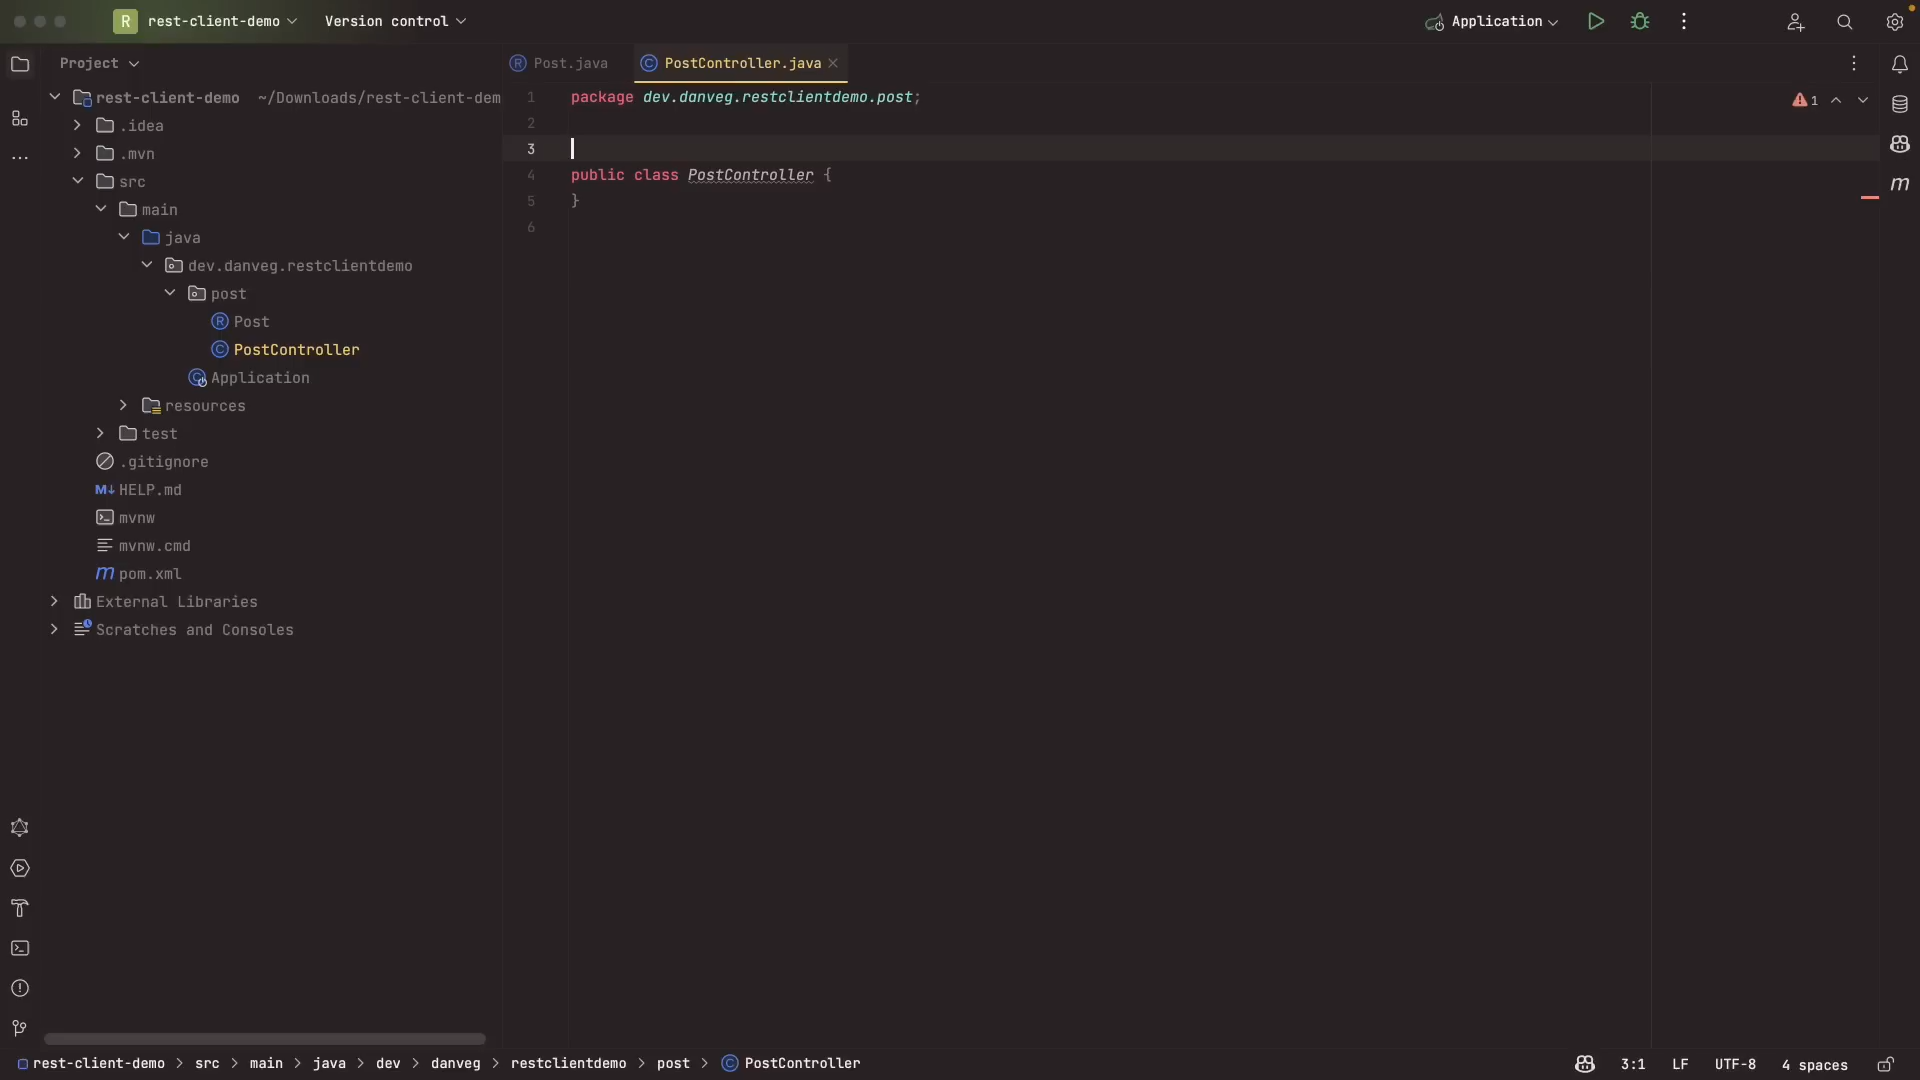 R rest-client-demo Version control Application
Project Post.java PostController.java
rest-client-demo ~/Downloads/rest-client-dem
.idea
.mvn
src
main
java
dev.danveg.restclientdemo
post
Post
PostController
Application
resources
test
.gitignore
HELP.md
mvnw
mvnw.cmd
pom.xml
External Libraries
Scratches and Consoles
1 package dev.danveg.restclientdemo.post;
2
3
4 public class PostController {
5 }
6
1
rest-client-demo > src > main > java > dev > danveg > restclientdemo > post > PostController 3:1 LF UTF-8 4 spaces